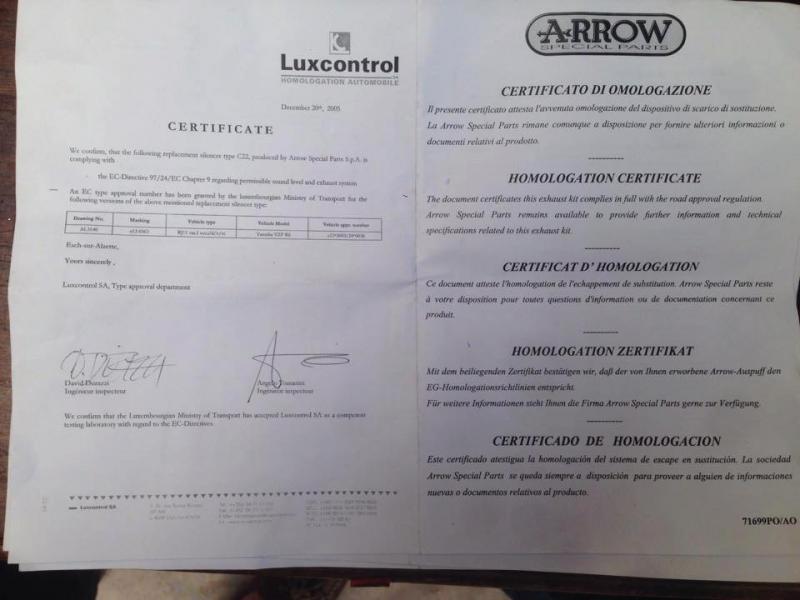 Luxcontrol
SA
HOMOLOGATION AUTOMOBILE
December 20th, 2005
CERTIFICATE
We confirm, that the following replacement silencer type C22, produced by Arrow Special Parts S.p.A. is
complying with
- the EC-Directive 97/24/EC Chapter 9 regarding permissible sound level and exhaust system
An EC type approval number has been granted by the luxembourgian Ministry of Transport for the
following versions of the above mentioned replacement silencer type:
Drawing No. Marking Vehicle type Vehicle Model Vehicle appr. number
Yamaha YZF R6
Esch-sur-Alzette,
Yours sincerely,
Luxcontrol SA, Type approval department
David
Ingénieur inspecteur
Angelo
Ingénieur inspecteur
We confirm that the Luxembourgian Ministry of Transport has accepted Luxcontrol SA as a competent
testing laboratory with regard to the EC-Directives
Luxcontrol SA
ARROW
SPECIAL PARTS
CERTIFICATO DI OMOLOGAZIONE
Il presente certificato attesta l'avvenuta omologazione del dispositivo di scarico di sostituzione.
La Arrow Special Parts rimane comunque a disposizione per fornire ulteriori informazioni o
documenti relativi al prodotto.
----------
HOMOLOGATION CERTIFICATE
The document certificates this exhaust kit complies in full with the road approval regulation.
Arrow Special Parts remains available to provide further information and technical
specifications related to this exhaust kit.
----------
CERTIFICAT D' HOMOLOGATION
Ce document atteste l'homologation de l'echappement de substitution. Arrow Special Parts reste
à votre disposition pour toutes questions d'information ou de documentation concernant ce
produit.
----------
HOMOLOGATION ZERTIFIKAT
Mit dem beiliegenden Zertifikat bestätigen wir, daß der von Ihnen erworbene Arrow-Auspuff den
EG-Homologationsrichtlinien entspricht.
Für weitere Informationen steht Ihnen die Firma Arrow Special Parts gerne zur Verfügung.
----------
CERTIFICADO DE HOMOLOGACION
Este certificado atestigua la homologación del sistema de escape en sustitución. La sociedad
Arrow Special Parts se queda siempre a disposición para proveer a alguien de informaciones
nuevas o documentos relativos al producto.
71699PO/AO